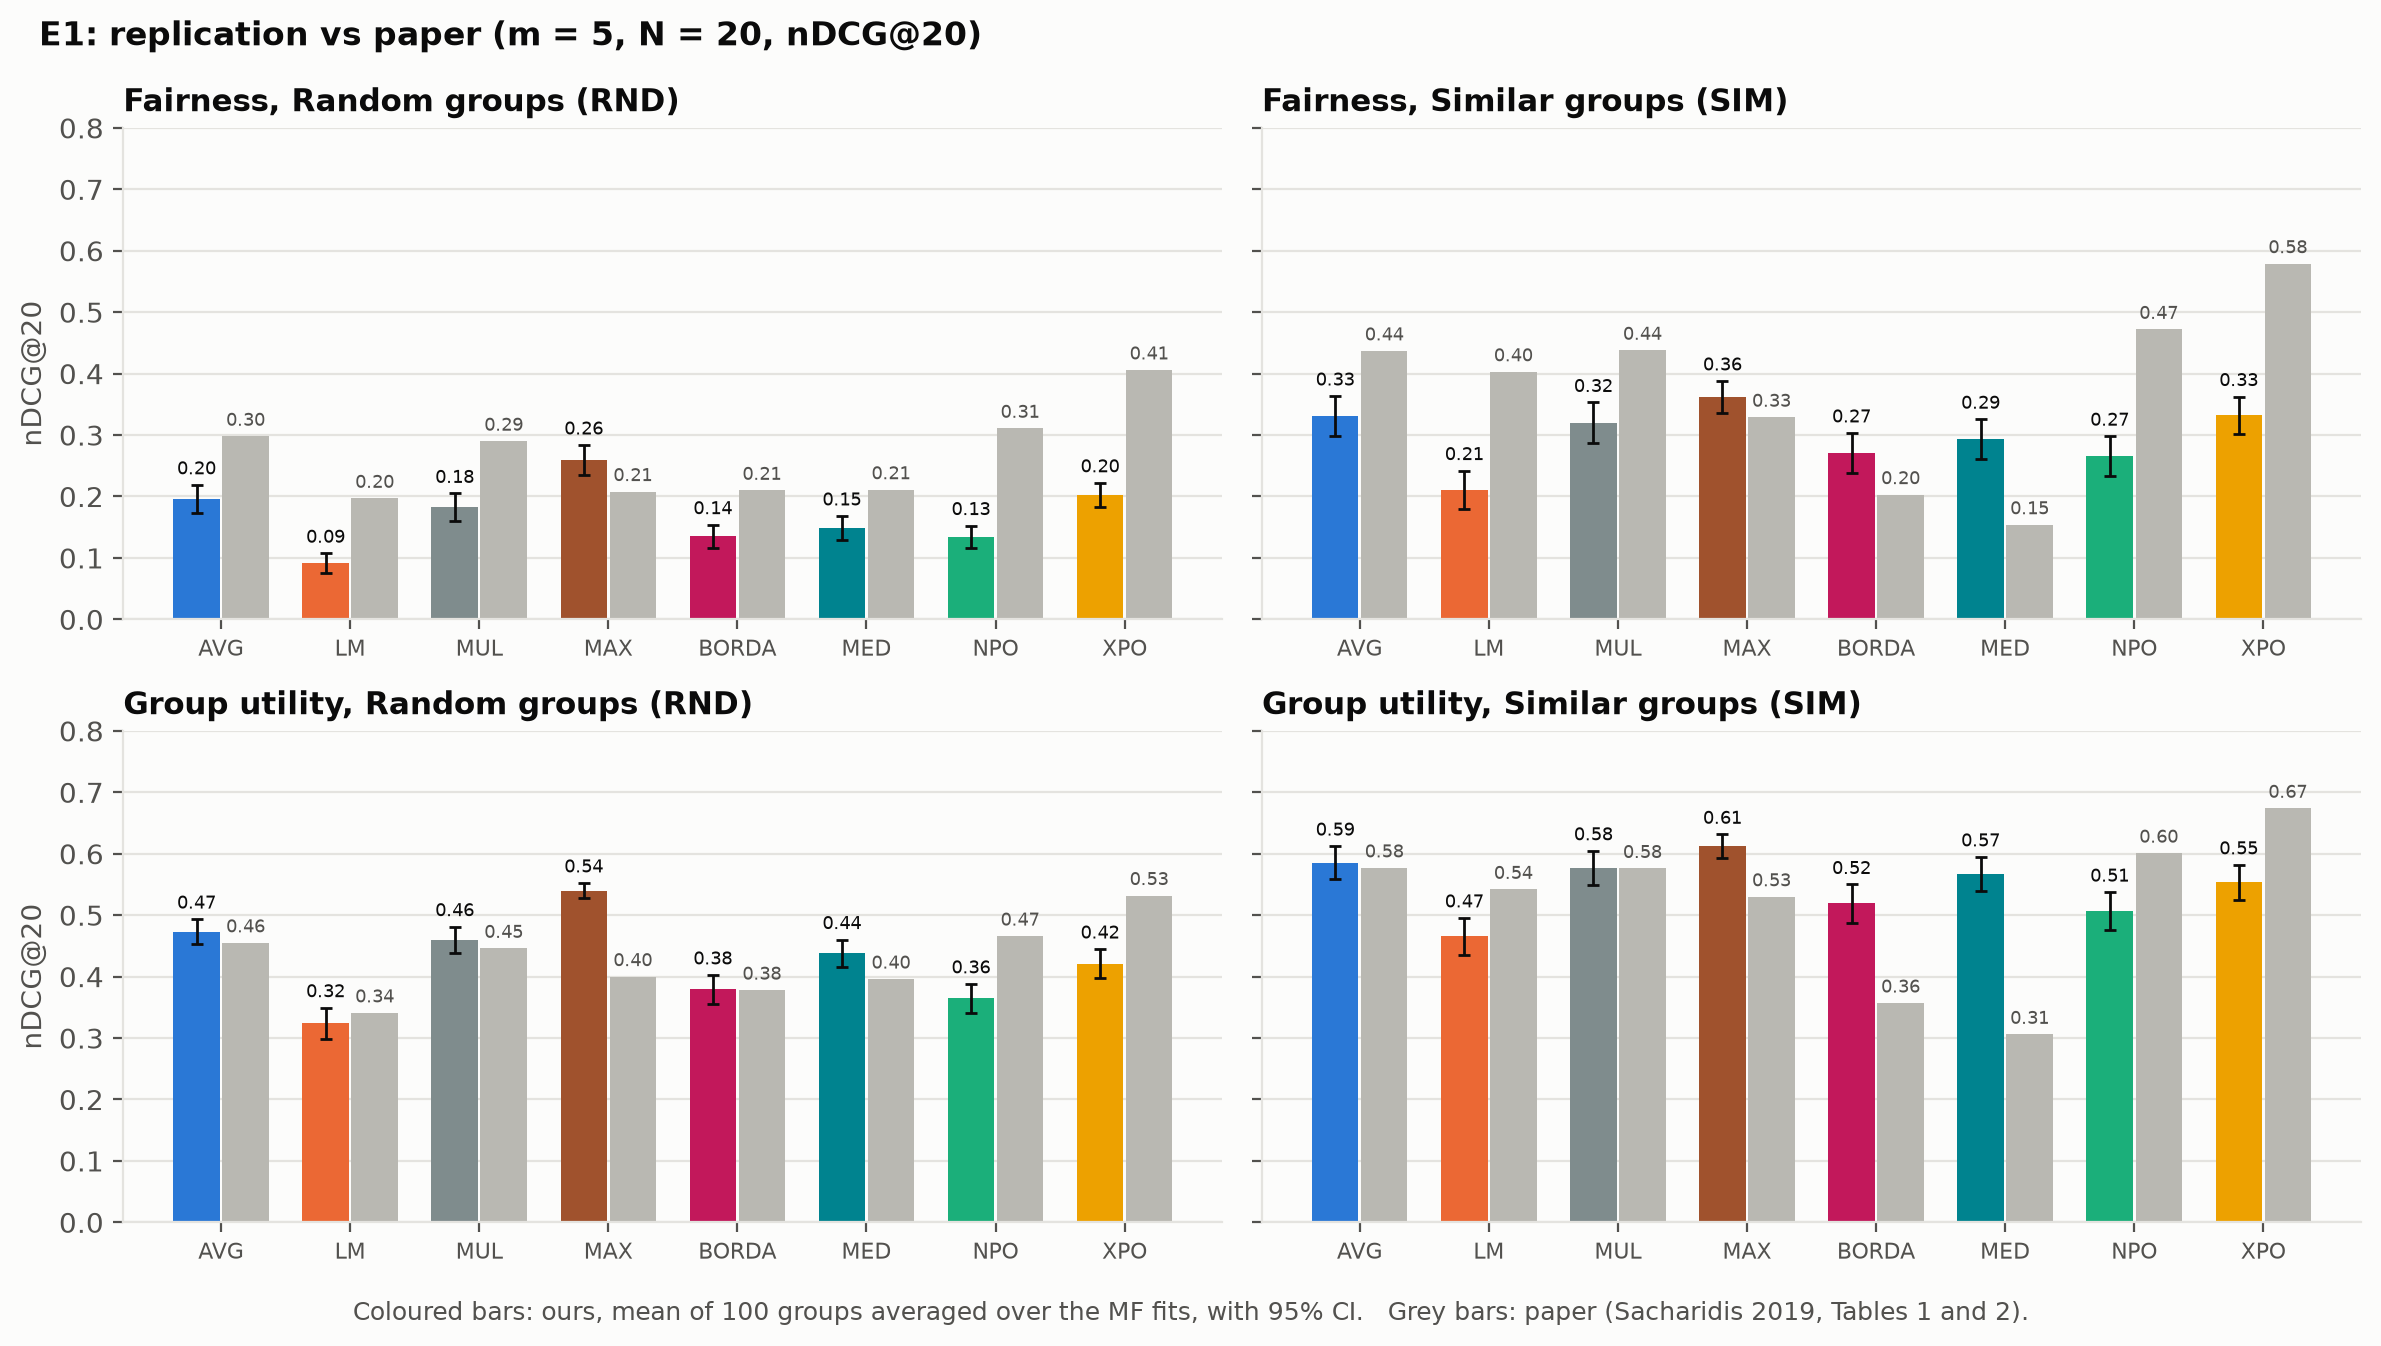 E1: replication vs paper (m = 5, N = 20, nDCG@20)
Fairness, Random groups (RND)
nDCG@20
0.8
0.7
0.6
0.5
0.4
0.3
0.2
0.1
0.0
0.20 0.30 0.09 0.20 0.18 0.29 0.26 0.21 0.14 0.21 0.15 0.21 0.13 0.31 0.20 0.41
AVG LM MUL MAX BORDA MED NPO XPO
Fairness, Similar groups (SIM)
0.33 0.44 0.21 0.40 0.32 0.44 0.36 0.33 0.27 0.20 0.29 0.15 0.27 0.47 0.33 0.58
AVG LM MUL MAX BORDA MED NPO XPO
Group utility, Random groups (RND)
nDCG@20
0.8
0.7
0.6
0.5
0.4
0.3
0.2
0.1
0.0
0.47 0.46 0.32 0.34 0.46 0.45 0.54 0.40 0.38 0.38 0.44 0.40 0.36 0.47 0.42 0.53
AVG LM MUL MAX BORDA MED NPO XPO
Group utility, Similar groups (SIM)
0.59 0.58 0.47 0.54 0.58 0.58 0.61 0.53 0.52 0.36 0.57 0.31 0.51 0.60 0.55 0.67
AVG LM MUL MAX BORDA MED NPO XPO
Coloured bars: ours, mean of 100 groups averaged over the MF fits, with 95% CI. Grey bars: paper (Sacharidis 2019, Tables 1 and 2).